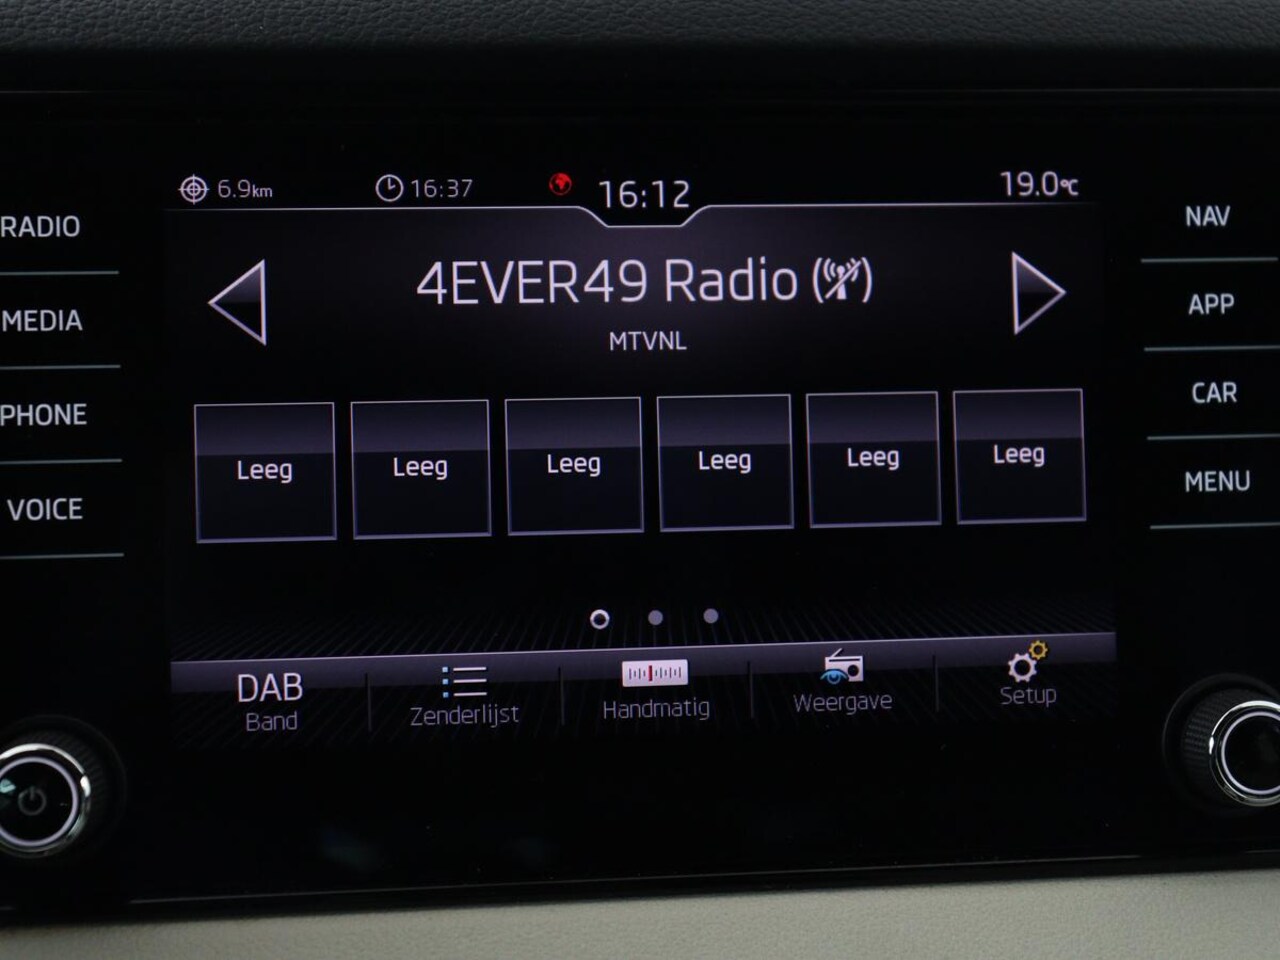 6.9km
16:37
16:12
19.0°C
RADIO
MEDIA
PHONE
VOICE
4EVER49 Radio
MTVNL
Leeg
Leeg
Leeg
Leeg
Leeg
Leeg
NAV
APP
CAR
MENU
DAB
Band
Zenderlijst
Handmatig
Weergave
Setup